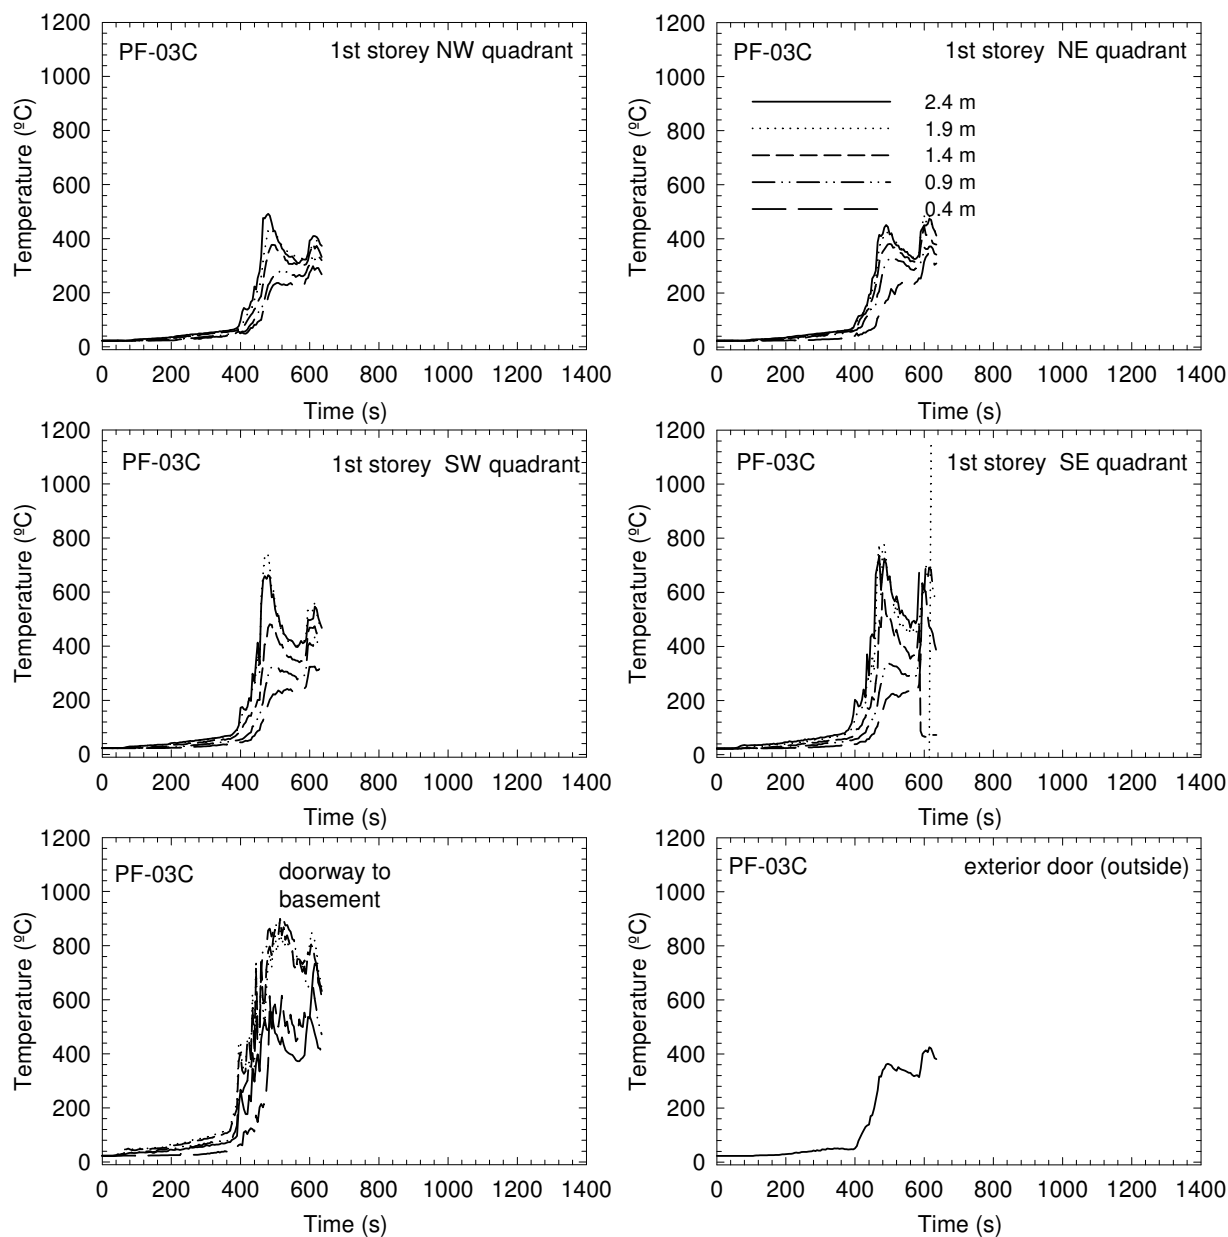 PF-03C
1st storey NW quadrant
Temperature (ºC)
1200
1000
800
600
400
200
0
0 200 400 600 800 1000 1200 1400
Time (s)
PF-03C
1st storey NE quadrant
2.4 m
1.9 m
1.4 m
0.9 m
0.4 m
Temperature (ºC)
1200
1000
800
600
400
200
0
0 200 400 600 800 1000 1200 1400
Time (s)
PF-03C
1st storey SW quadrant
Temperature (ºC)
1200
1000
800
600
400
200
0
0 200 400 600 800 1000 1200 1400
Time (s)
PF-03C
1st storey SE quadrant
Temperature (ºC)
1200
1000
800
600
400
200
0
0 200 400 600 800 1000 1200 1400
Time (s)
PF-03C
doorway to
basement
Temperature (ºC)
1200
1000
800
600
400
200
0
0 200 400 600 800 1000 1200 1400
Time (s)
PF-03C
exterior door (outside)
Temperature (ºC)
1200
1000
800
600
400
200
0
0 200 400 600 800 1000 1200 1400
Time (s)